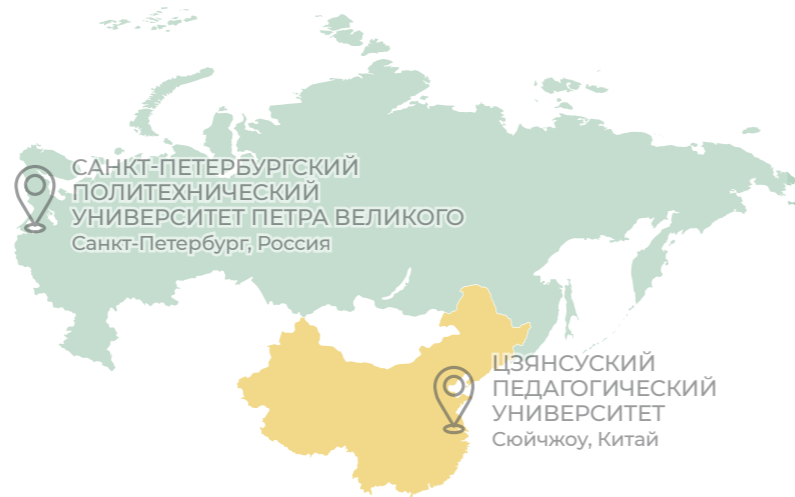 САНКТ-ПЕТЕРБУРГСКИЙ
ПОЛИТЕХНИЧЕСКИЙ
УНИВЕРСИТЕТ ПЕТРА ВЕЛИКОГО
Санкт-Петербург, Россия
ЦЗЯНСУСКИЙ
ПЕДАГОГИЧЕСКИЙ
УНИВЕРСИТЕТ
Сюйчжоу, Китай